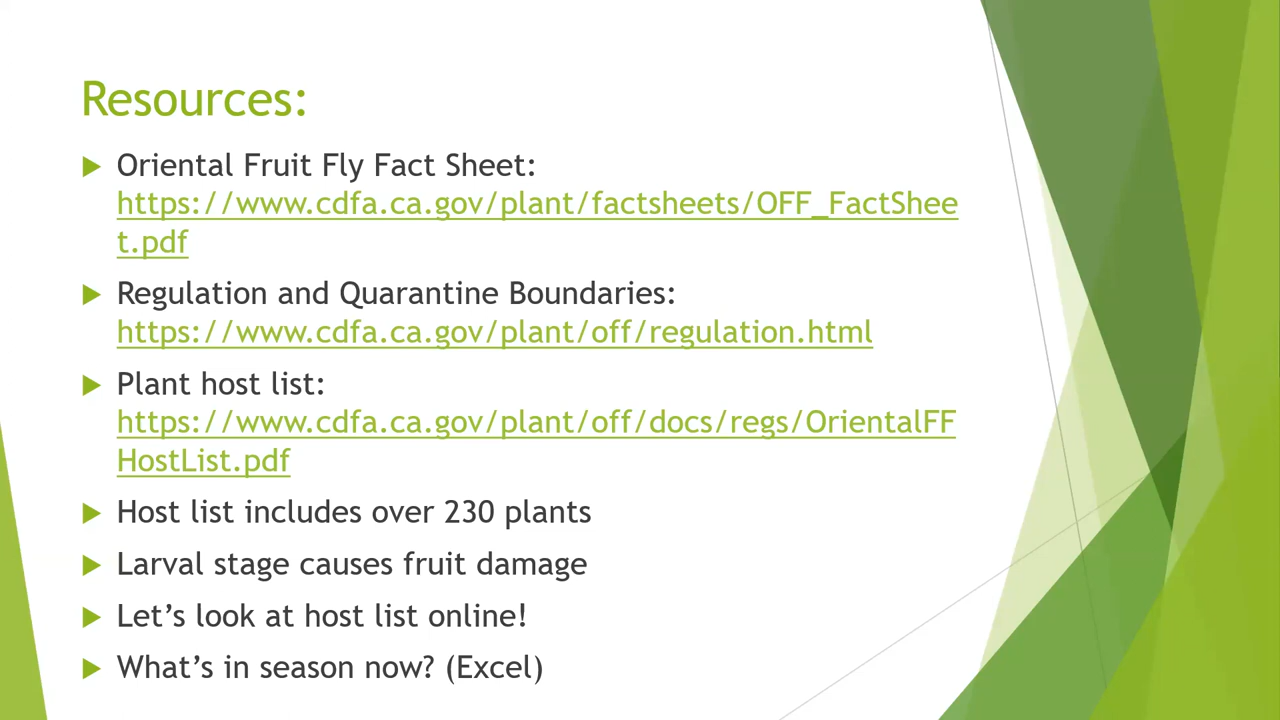 Resources:
Oriental Fruit Fly Fact Sheet:
https://www.cdfa.ca.gov/plant/factsheets/OFF_FactShee
t.pdf
Regulation and Quarantine Boundaries:
https://www.cdfa.ca.gov/plant/off/regulation.html
Plant host list:
https://www.cdfa.ca.gov/plant/off/docs/regs/OrientalFF
HostList.pdf
Host list includes over 230 plants
Larval stage causes fruit damage
Let’s look at host list online!
What’s in season now? (Excel)